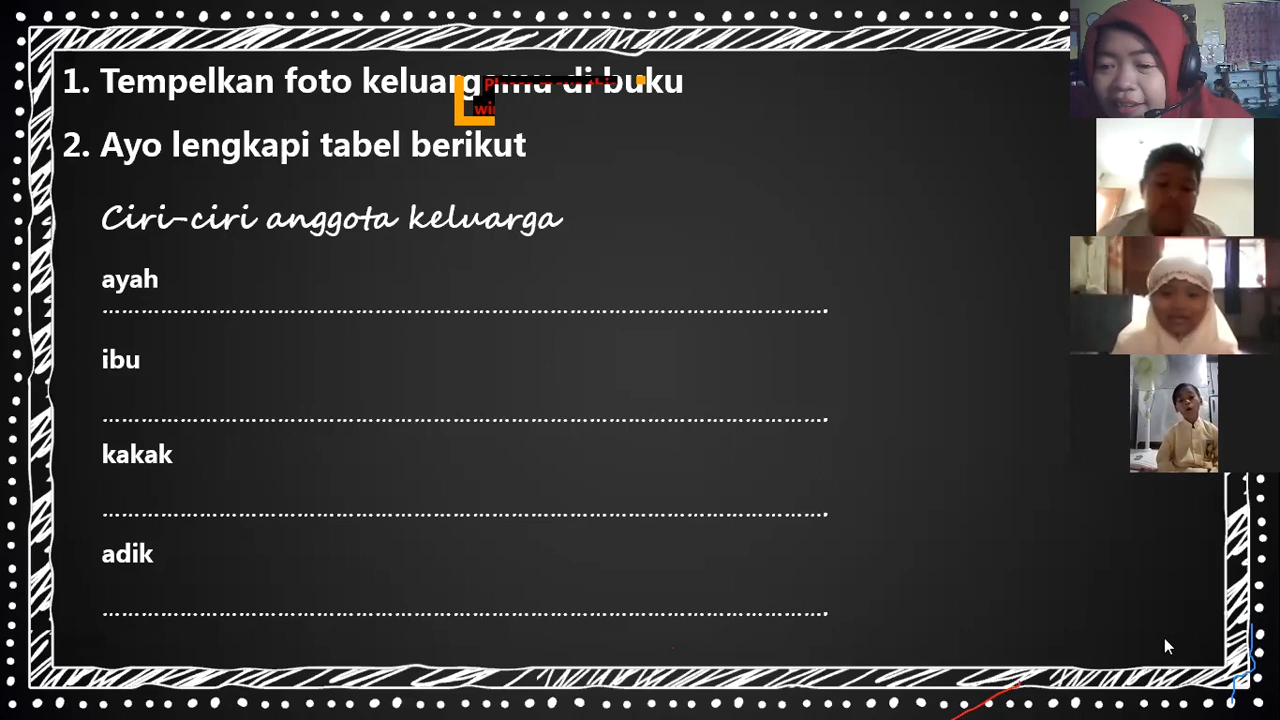 1. Tempelkan foto keluargamu di buku
2. Ayo lengkapi tabel berikut
Ciri-ciri anggota keluarga
ayah
……………………………………………………………………………………………….
ibu
……………………………………………………………………………………………….
kakak
……………………………………………………………………………………………….
adik
……………………………………………………………………………………………….